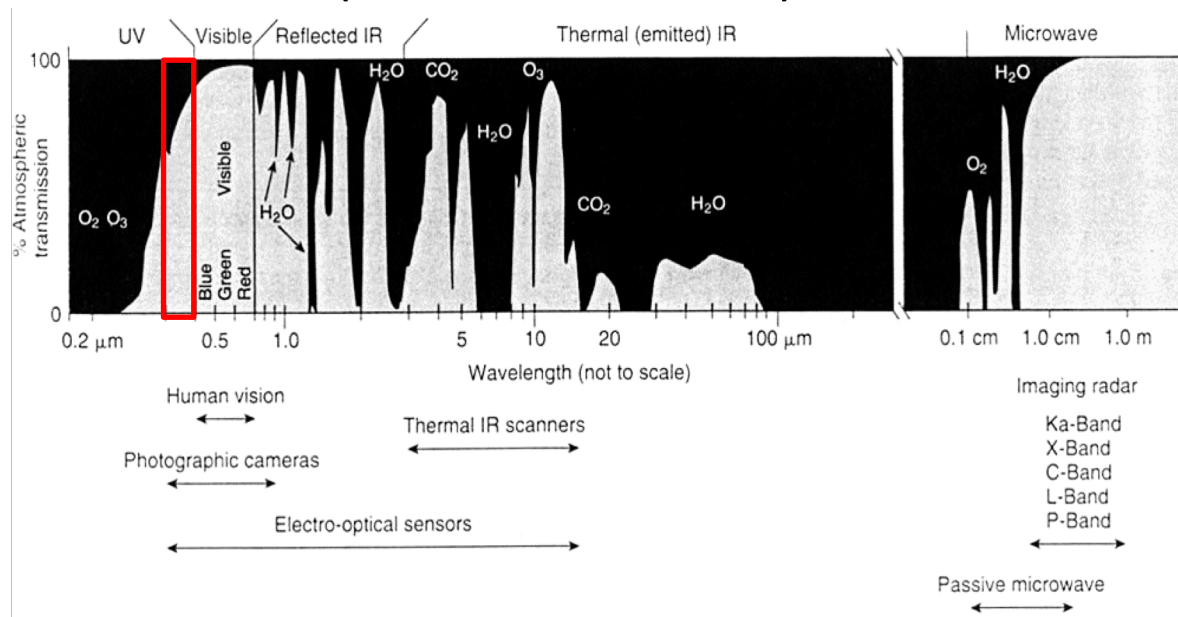 UV Visible Reflected IR Thermal (emitted) IR Microwave
100
H₂O CO₂ O₃ H₂O
H₂O
% Atmospheric
transmission
Visible
O₂
O₂ O₃ H₂O CO₂ H₂O
Blue
Green
Red
0
0.2 μm 0.5 1.0 5 10 20 100 μm 0.1 cm 1.0 cm 1.0 m
Wavelength (not to scale)
Human vision
Imaging radar
Thermal IR scanners
Ka-Band
X-Band
Photographic cameras
C-Band
L-Band
P-Band
Electro-optical sensors
Passive microwave